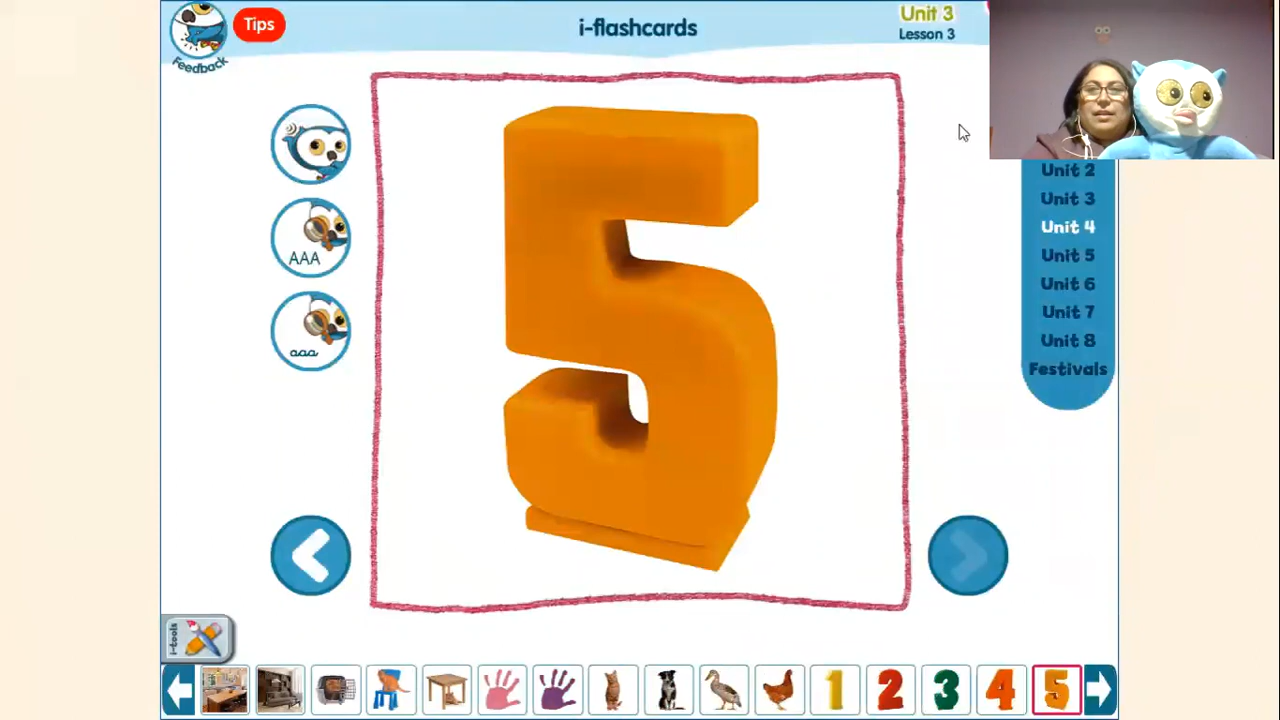 Tips
i-flashcards
Unit 3
Lesson 3
Feedback
AAA
aaa
5
Unit 2
Unit 3
Unit 4
Unit 5
Unit 6
Unit 7
Unit 8
Festivals
i-tools
1 2 3 4 5